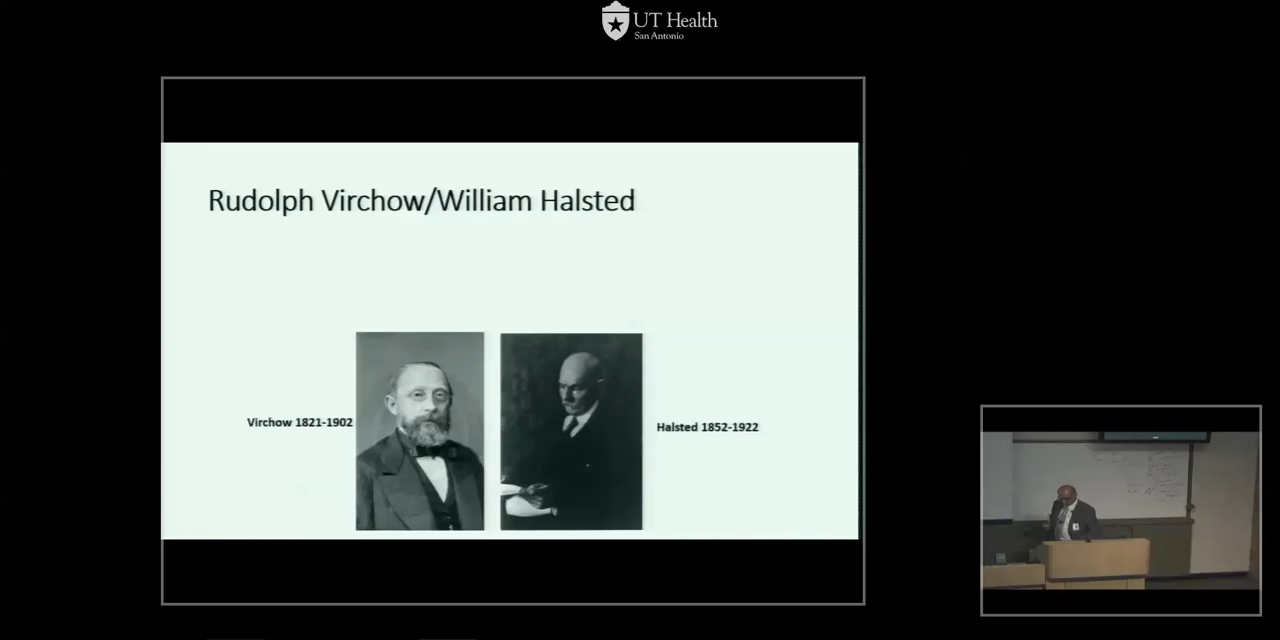 UT Health
San Antonio
Rudolph Virchow/William Halsted
Virchow 1821-1902
Halsted 1852-1922